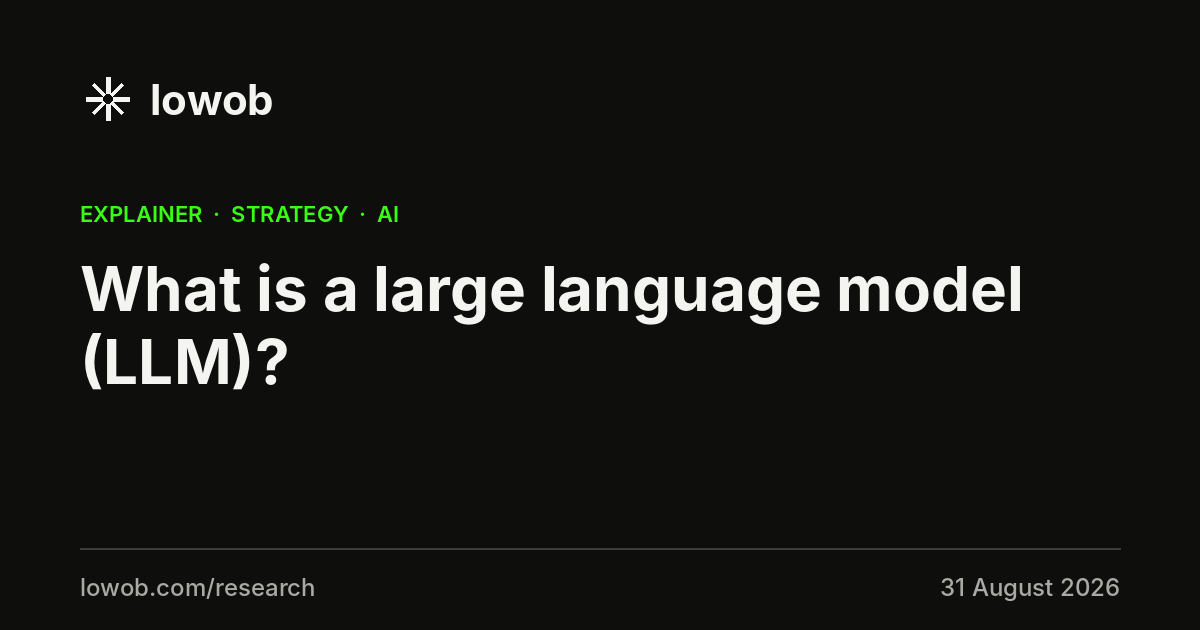 lowob
EXPLAINER · STRATEGY · AI
What is a large language model
(LLM)?
lowob.com/research
31 August 2026